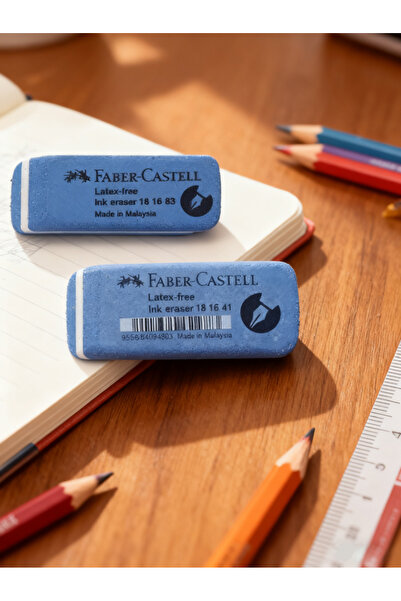 FABER-CASTELL
Latex-free
Ink eraser 18 16 83
Made in Malaysia
FABER-CASTELL
Latex-free
Ink eraser 18 16 41
Made in Malaysia